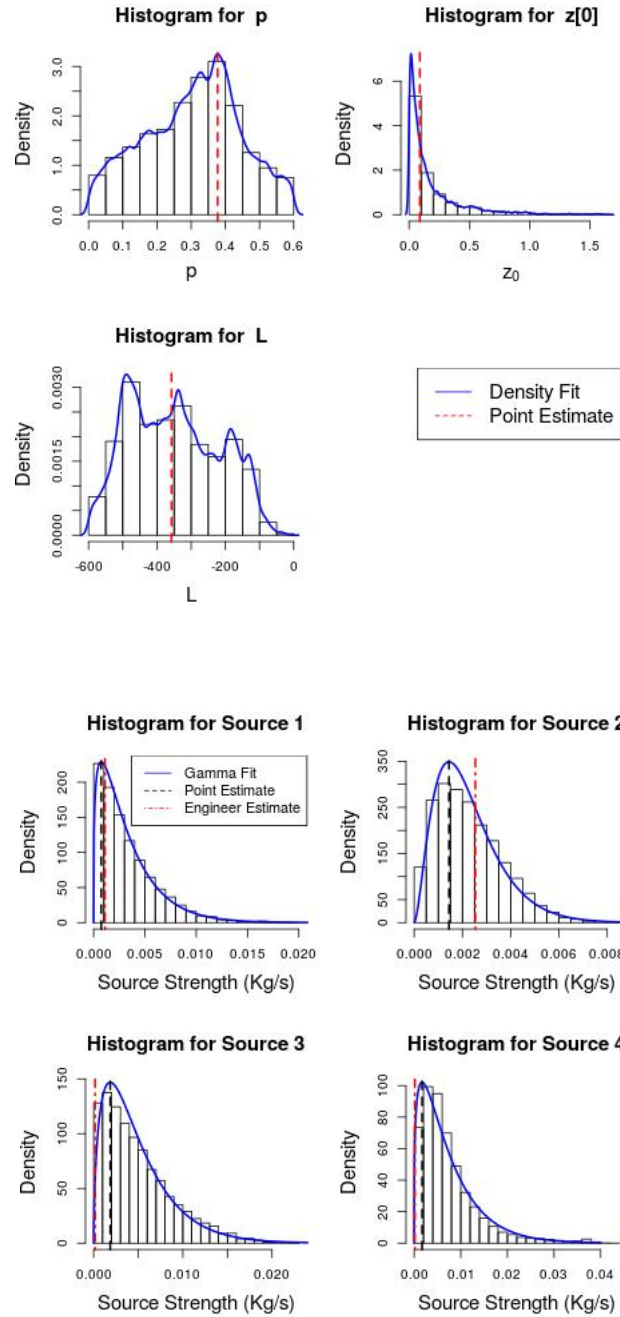 Histogram for p
Density
0.0 1.0 2.0 3.0
0.0 0.1 0.2 0.3 0.4 0.5 0.6
p
Histogram for z[0]
Density
0 2 4 6
0.0 0.5 1.0 1.5
z0
Histogram for L
Density
0.0000 0.0015 0.0030
-600 -400 -200 0
L
Density Fit
Point Estimate
Histogram for Source 1
Density
0 50 100 150 200
0.000 0.005 0.010 0.015 0.020
Source Strength (Kg/s)
Gamma Fit
Point Estimate
Engineer Estimate
Histogram for Source 2
Density
0 50 150 250 350
0.000 0.002 0.004 0.006 0.008
Source Strength (Kg/s)
Histogram for Source 3
Density
0 50 100 150
0.000 0.010 0.020
Source Strength (Kg/s)
Histogram for Source 4
Density
0 20 40 60 80 100
0.00 0.01 0.02 0.03 0.04
Source Strength (Kg/s)